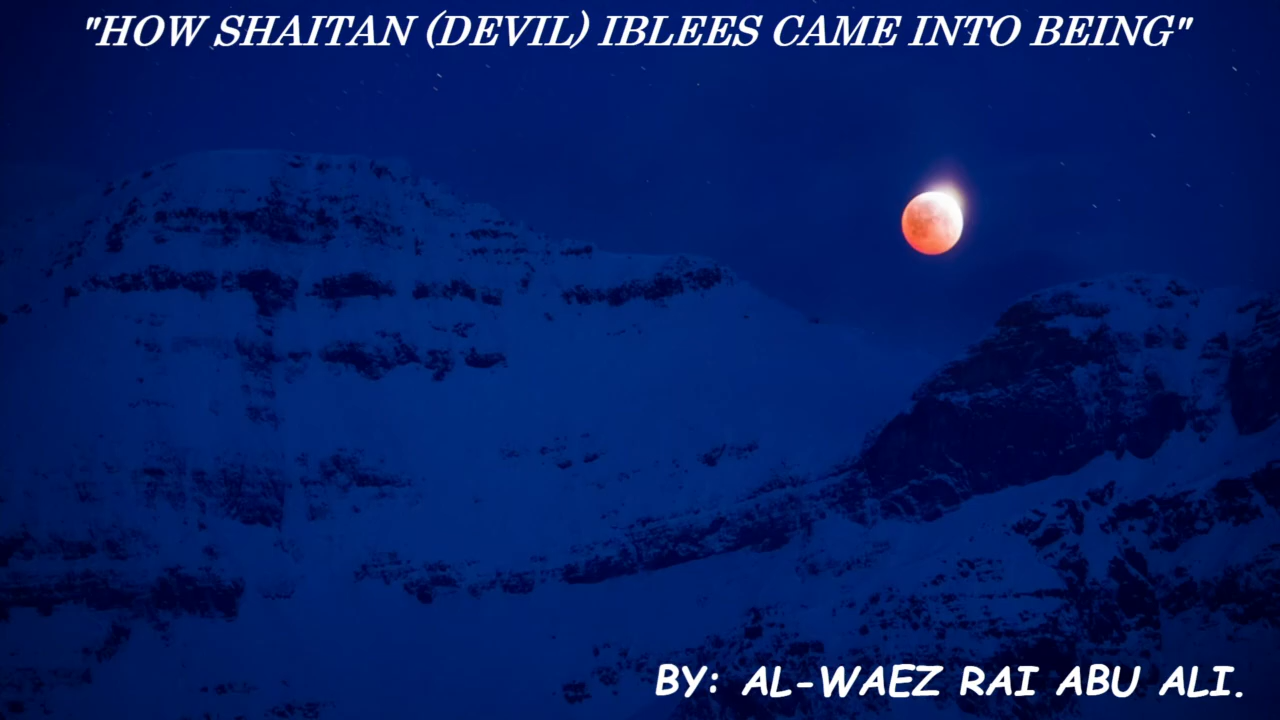 "HOW SHAITAN (DEVIL) IBLEES CAME INTO BEING"
BY: AL-WAEZ RAI ABU ALI.